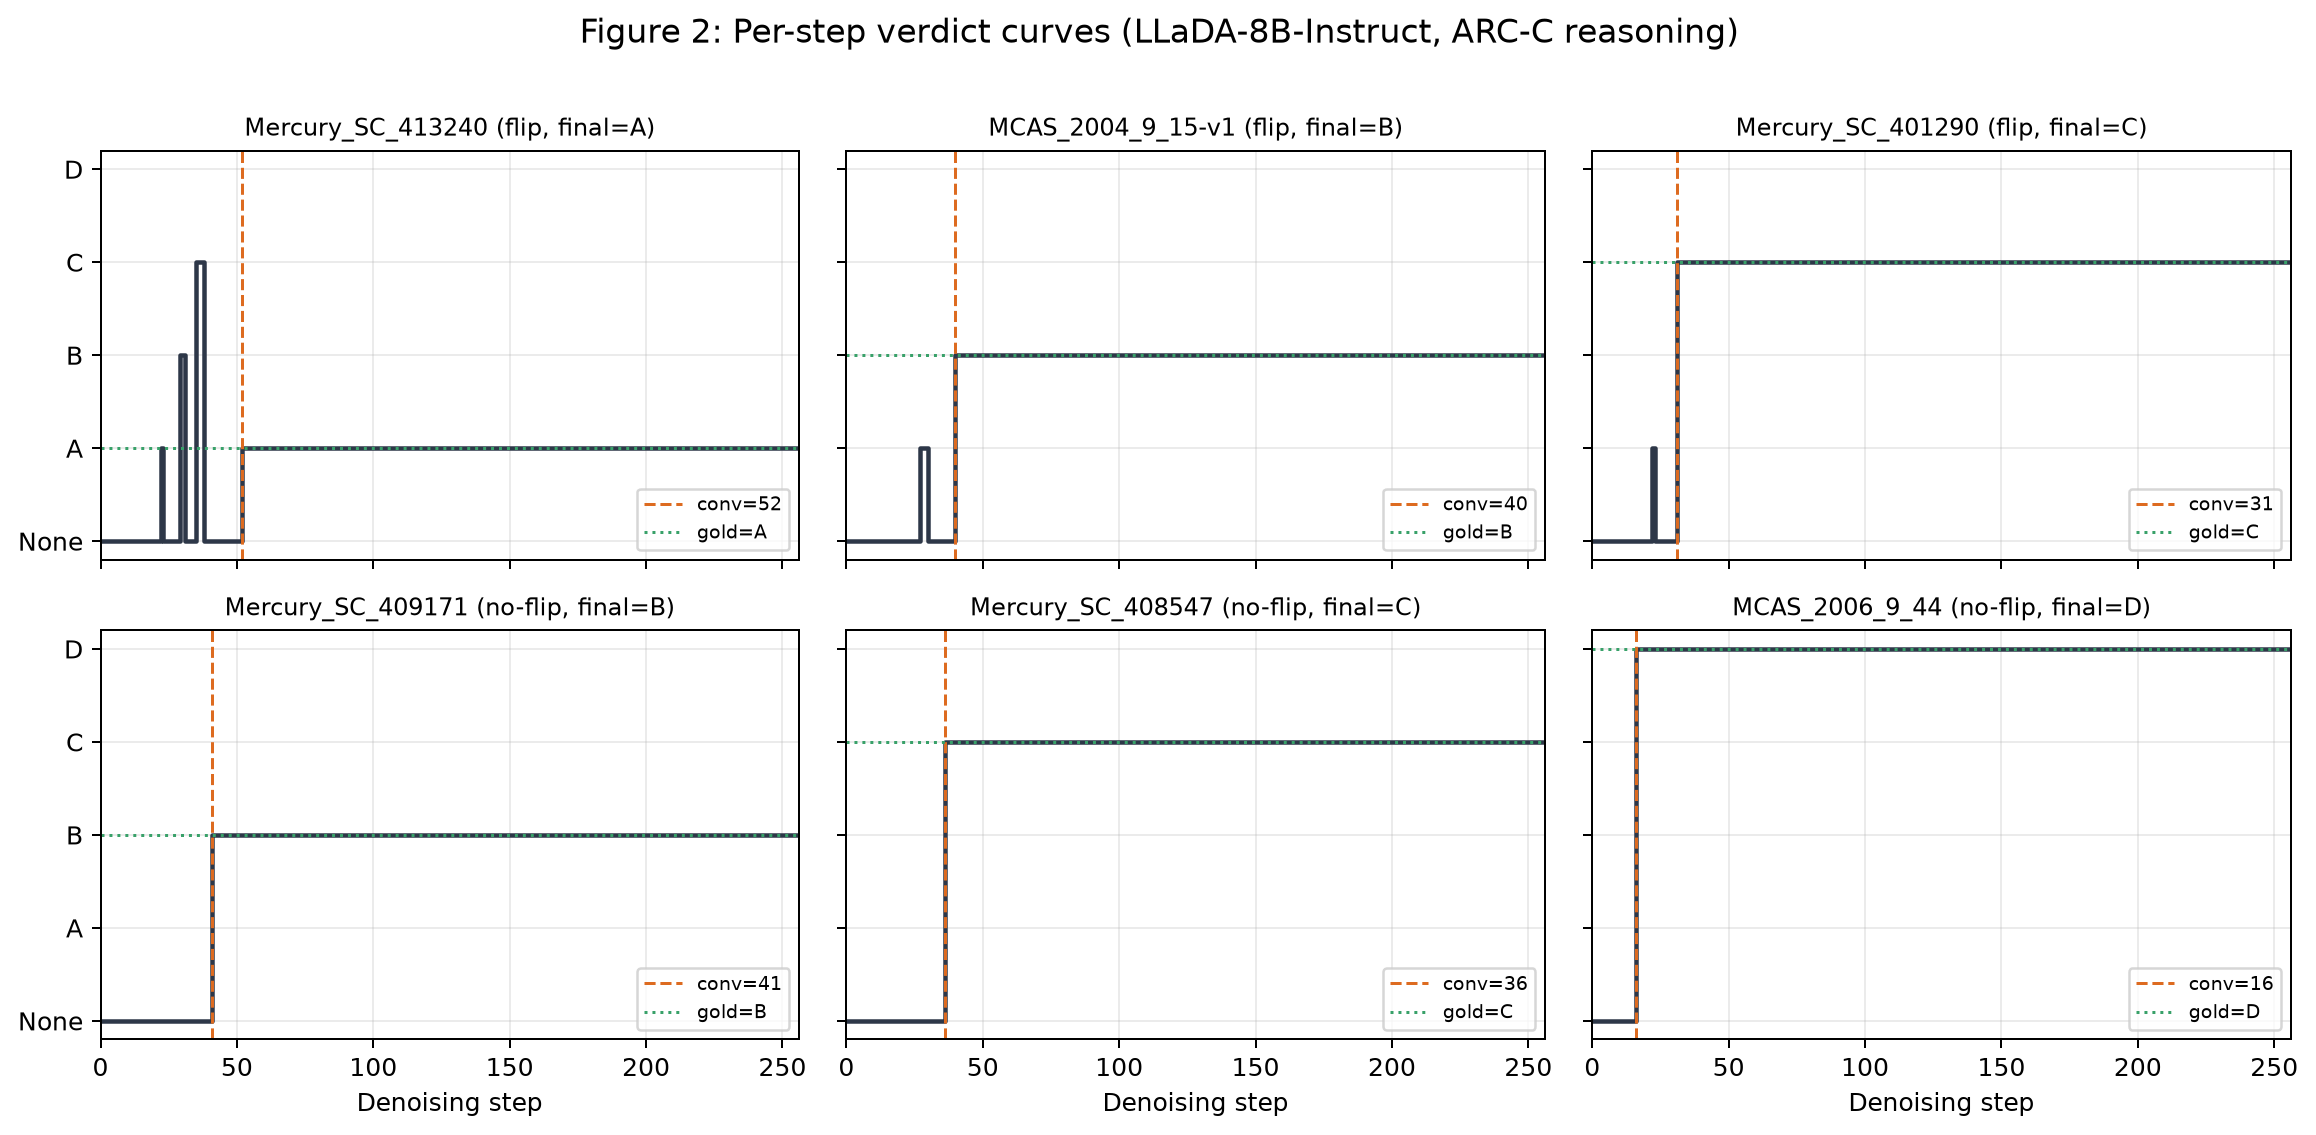 Figure 2: Per-step verdict curves (LLaDA-8B-Instruct, ARC-C reasoning)
Mercury_SC_413240 (flip, final=A)
D
C
B
A
None
conv=52
gold=A
MCAS_2004_9_15-v1 (flip, final=B)
conv=40
gold=B
Mercury_SC_401290 (flip, final=C)
conv=31
gold=C
Mercury_SC_409171 (no-flip, final=B)
D
C
B
A
None
conv=41
gold=B
0 50 100 150 200 250
Denoising step
Mercury_SC_408547 (no-flip, final=C)
conv=36
gold=C
0 50 100 150 200 250
Denoising step
MCAS_2006_9_44 (no-flip, final=D)
conv=16
gold=D
0 50 100 150 200 250
Denoising step